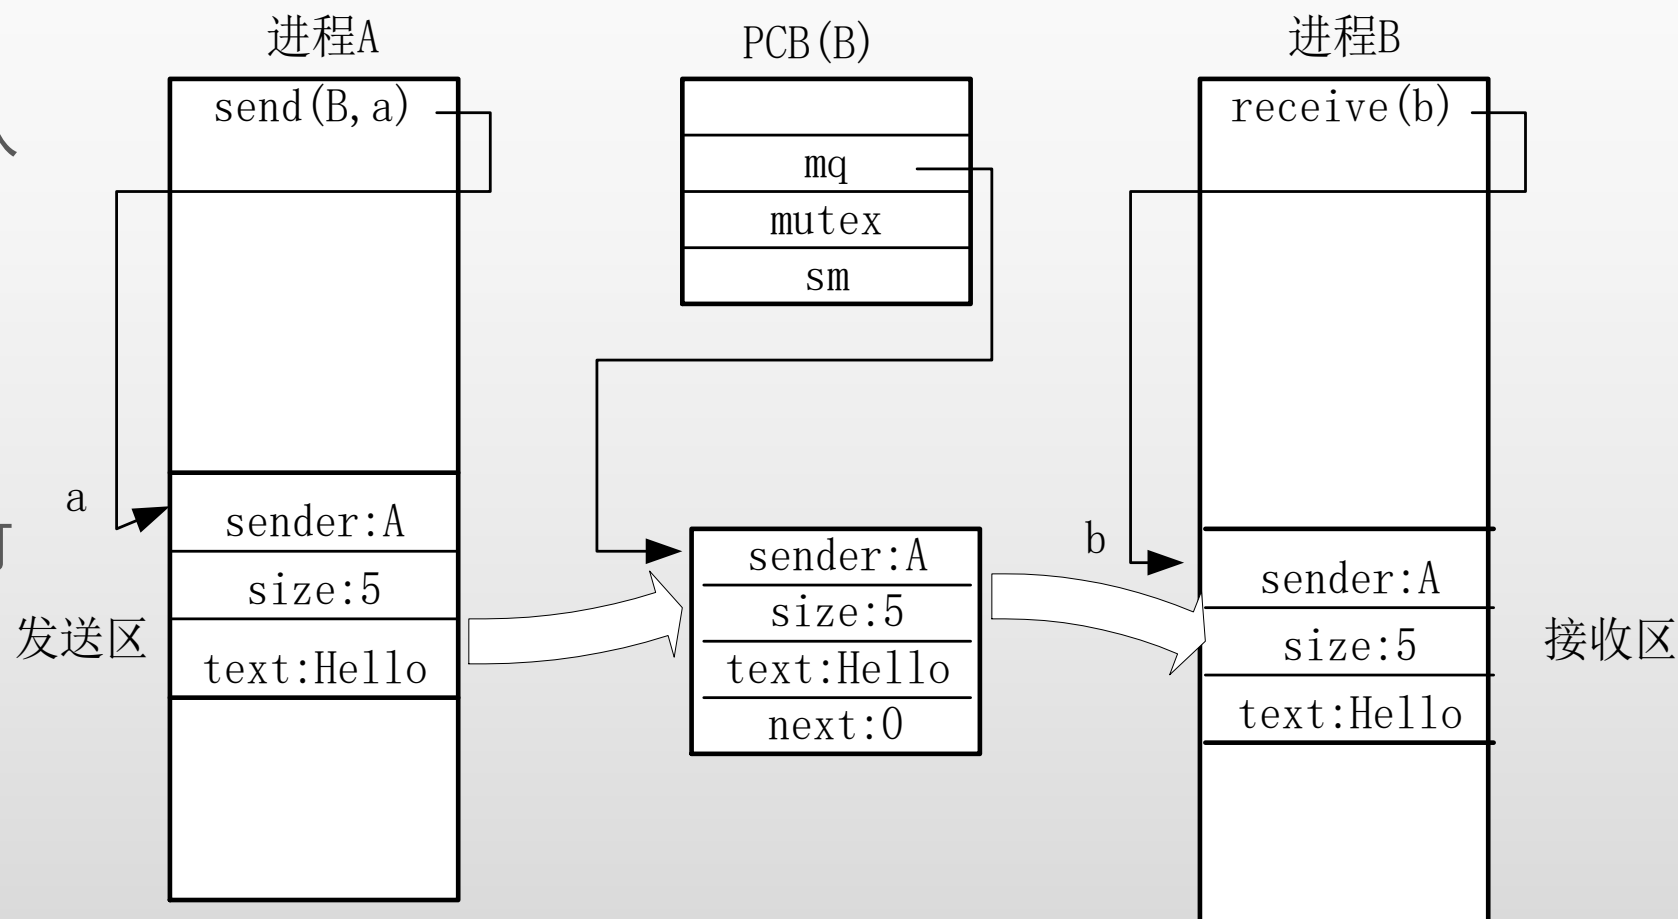 进程A
send(B,a)
a
sender:A
size:5
发送区
text:Hello
PCB(B)
mq
mutex
sm
sender:A
size:5
text:Hello
next:0
进程B
receive(b)
b
sender:A
size:5
接收区
text:Hello